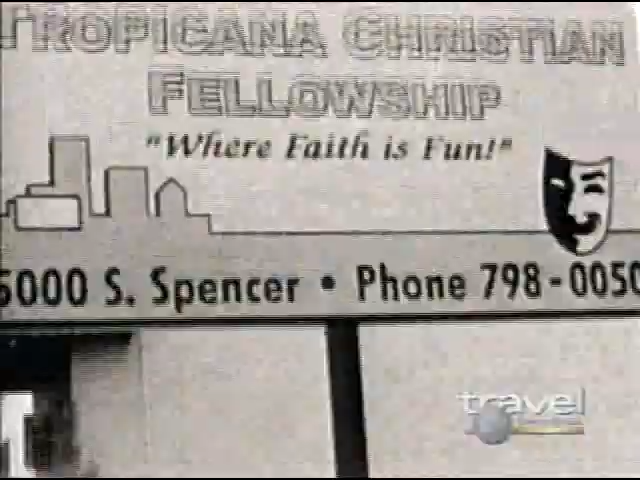 TROPICANA CHRISTIAN
FELLOWSHIP
"Where Faith is Fun!"
5000 S. Spencer • Phone 798-0050
travel